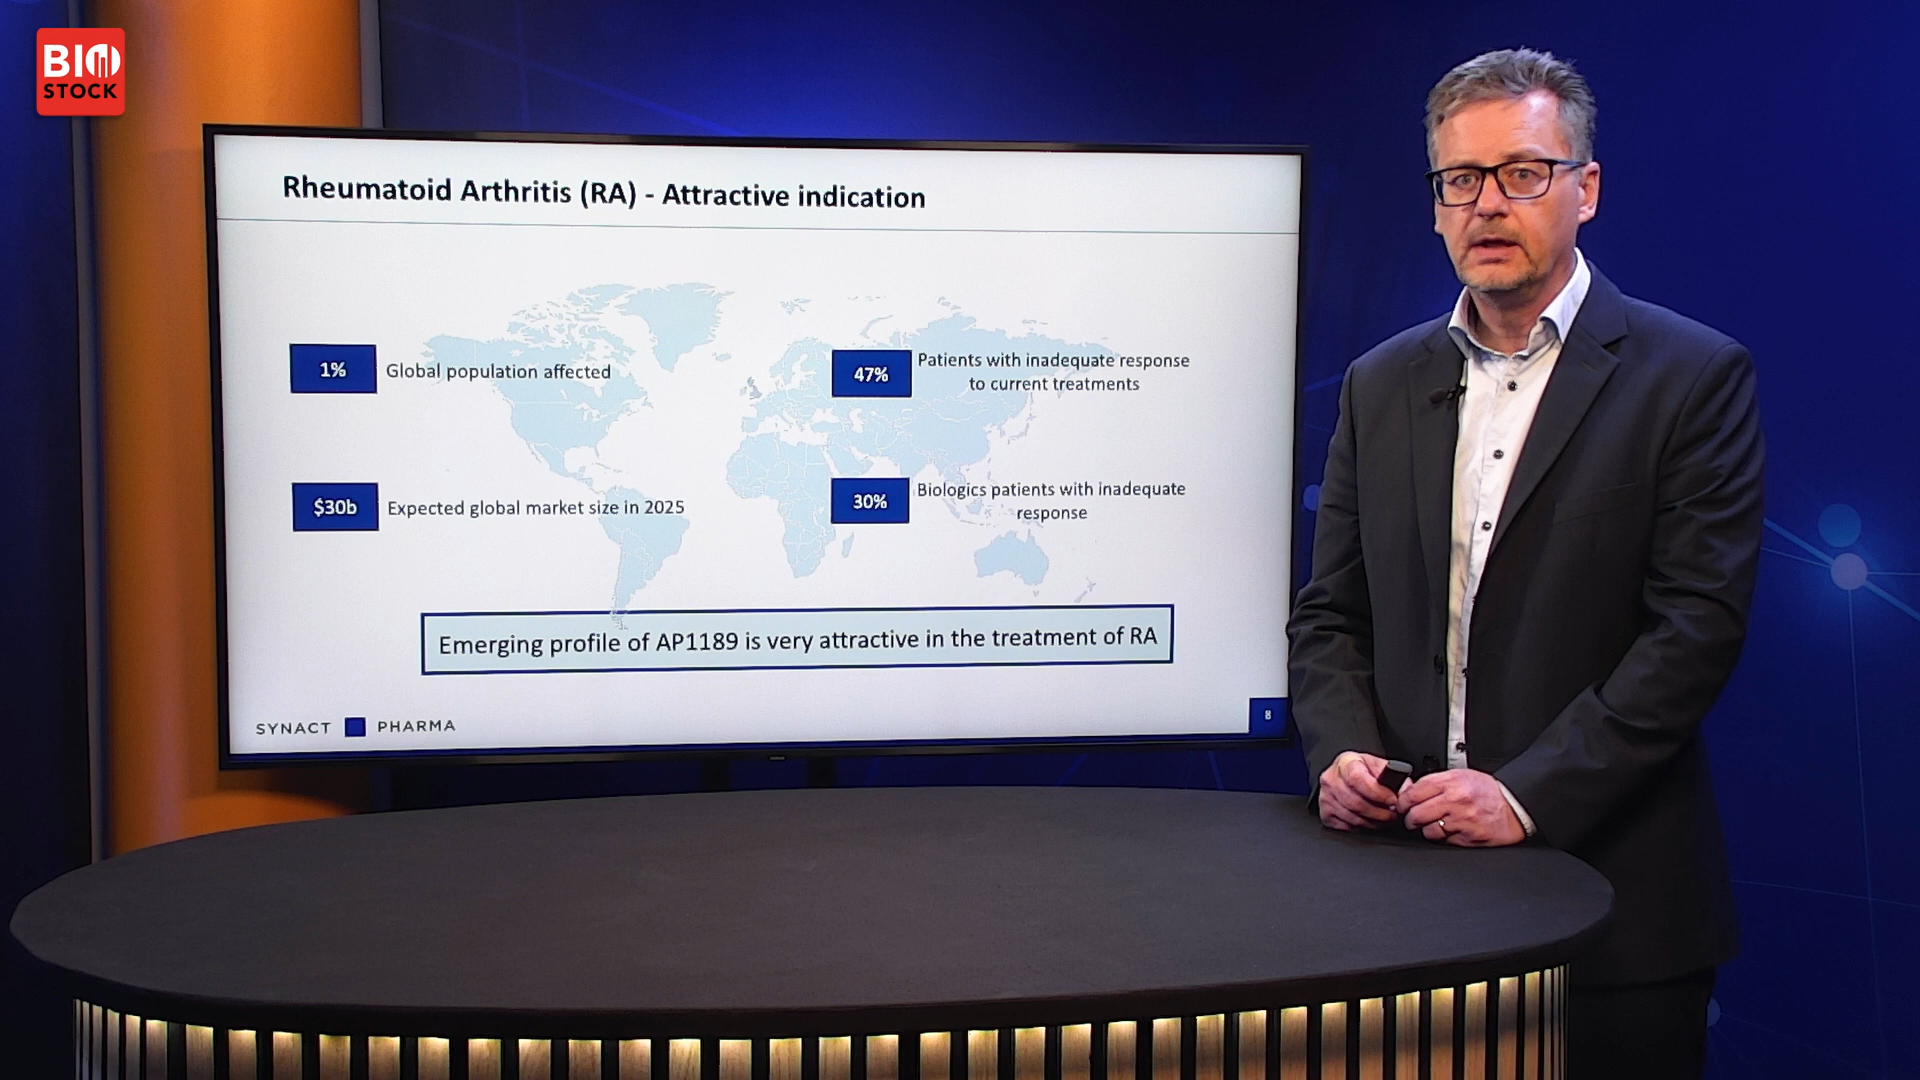 BIO
STOCK
Rheumatoid Arthritis (RA) - Attractive indication
1%
Global population affected
47%
Patients with inadequate response
to current treatments
$30b
Expected global market size in 2025
30%
Biologics patients with inadequate
response
Emerging profile of AP1189 is very attractive in the treatment of RA
SYNACT PHARMA
8